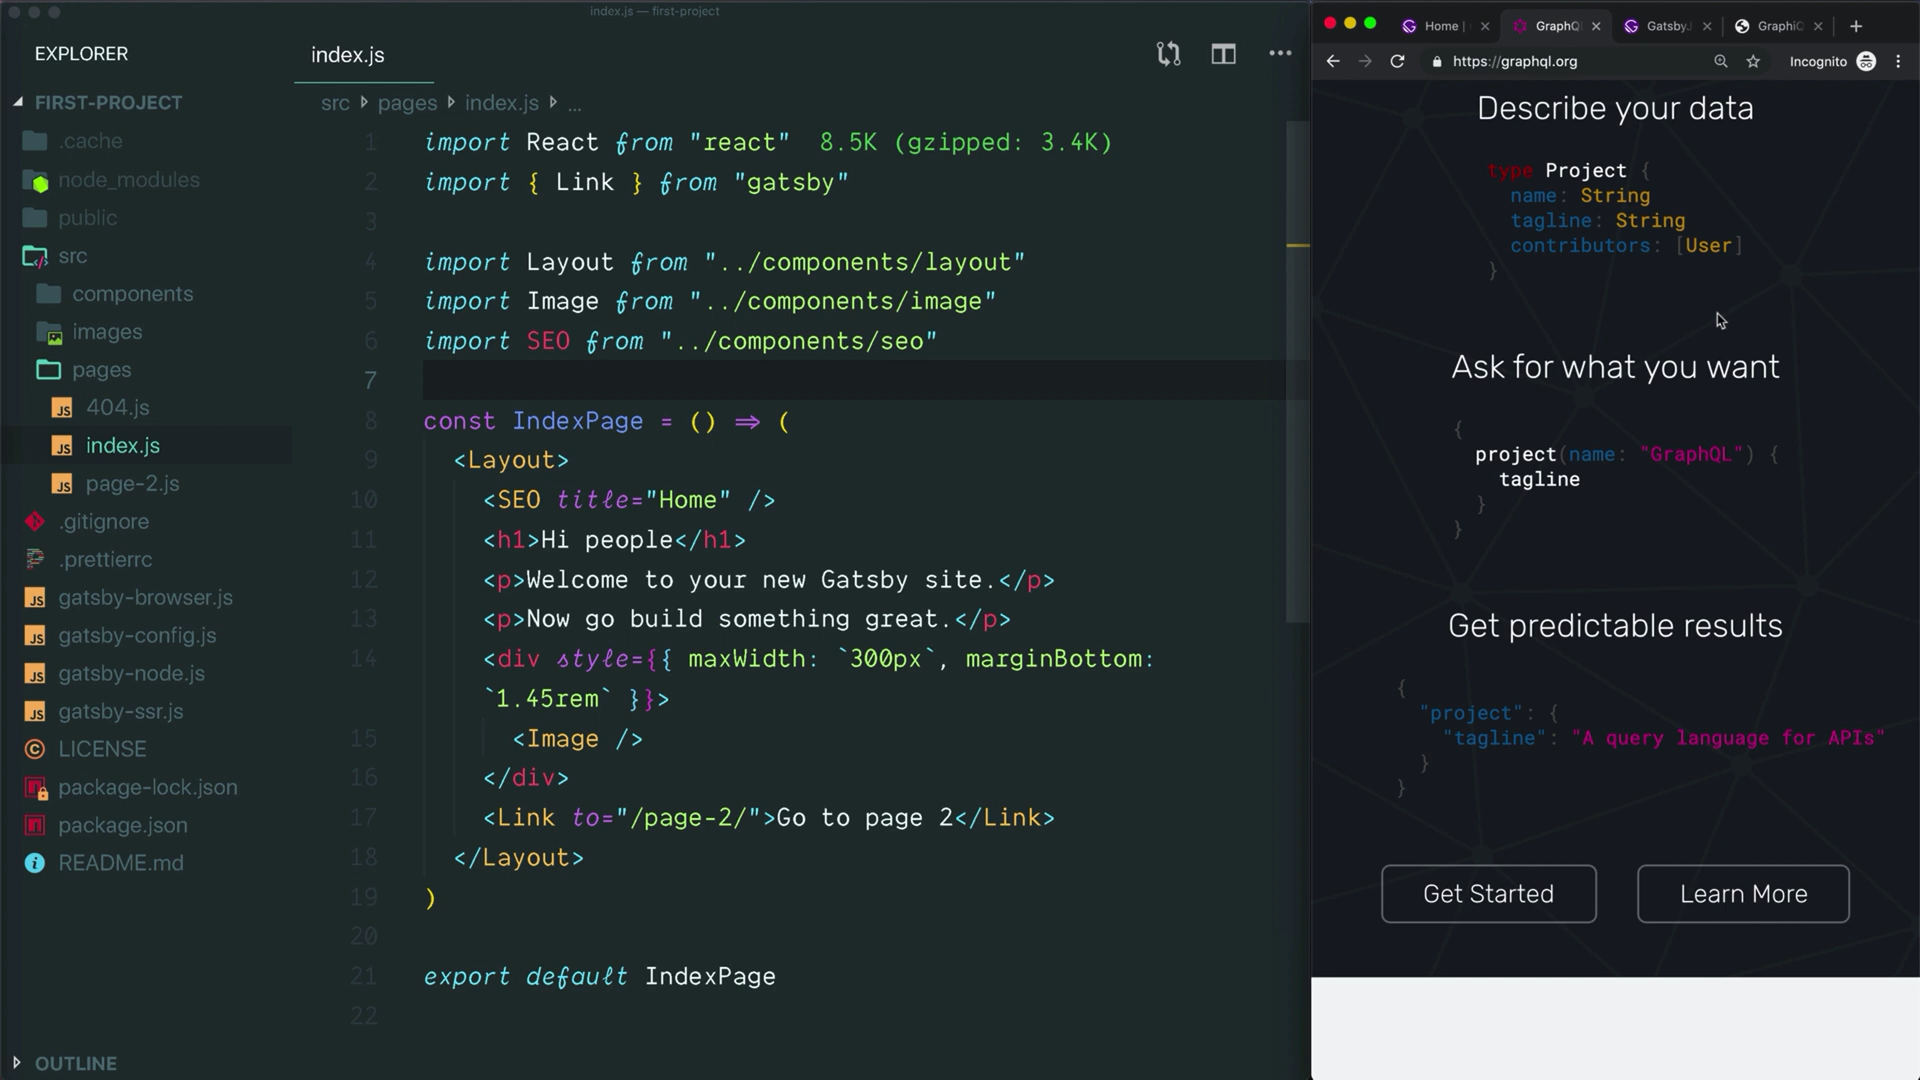 index.js — first-project
EXPLORER
FIRST-PROJECT
.cache
node_modules
public
src
components
images
pages
404.js
index.js
page-2.js
.gitignore
.prettierrc
gatsby-browser.js
gatsby-config.js
gatsby-node.js
gatsby-ssr.js
LICENSE
package-lock.json
package.json
README.md
OUTLINE
index.js
src pages index.js ...
1 import React from "react" 8.5K (gzipped: 3.4K)
2 import { Link } from "gatsby"
3
4 import Layout from "../components/layout"
5 import Image from "../components/image"
6 import SEO from "../components/seo"
7
8 const IndexPage = () => (
9 <Layout>
10 <SEO title="Home" />
11 <h1>Hi people</h1>
12 <p>Welcome to your new Gatsby site.</p>
13 <p>Now go build something great.</p>
14 <div style={{ maxWidth: `300px`, marginBottom:
`1.45rem` }}>
15 <Image />
16 </div>
17 <Link to="/page-2/">Go to page 2</Link>
18 </Layout>
19 )
20
21 export default IndexPage
22
Home | GraphQ GatsbyJ GraphiQ
https://graphql.org Incognito
Describe your data
type Project {
name: String
tagline: String
contributors: [User]
}
Ask for what you want
{
project(name: "GraphQL") {
tagline
}
}
Get predictable results
{
"project": {
"tagline": "A query language for APIs"
}
}
Get Started Learn More